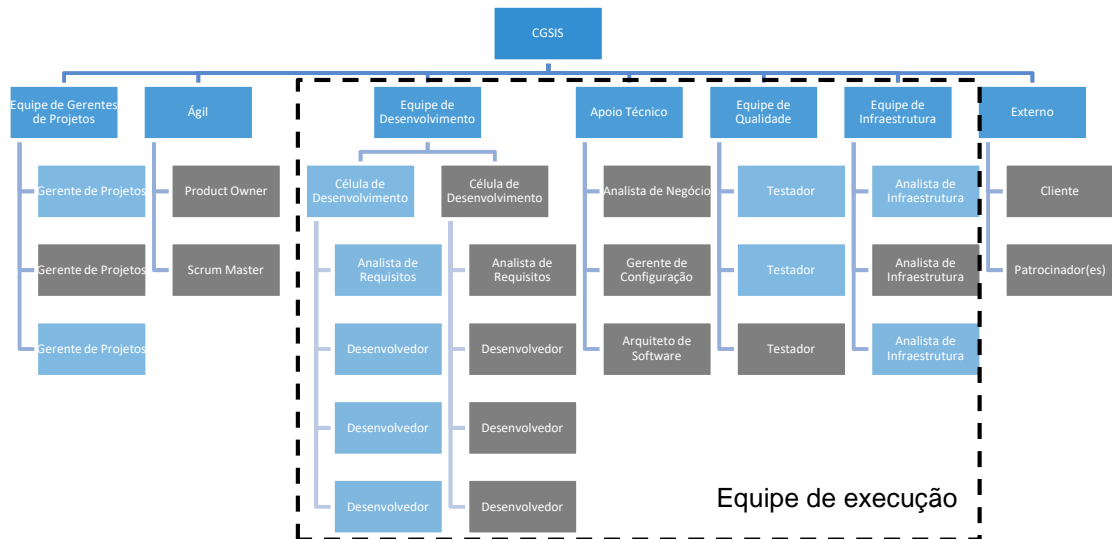 CGSIS
Equipe de Gerentes
de Projetos
Ágil
Equipe de
Desenvolvimento
Apoio Técnico
Equipe de
Qualidade
Equipe de
Infraestrutura
Externo
Gerente de Projetos
Gerente de Projetos
Gerente de Projetos
Product Owner
Scrum Master
Célula de
Desenvolvimento
Analista de
Requisitos
Desenvolvedor
Desenvolvedor
Desenvolvedor
Célula de
Desenvolvimento
Analista de
Requisitos
Desenvolvedor
Desenvolvedor
Desenvolvedor
Analista de Negócio
Gerente de
Configuração
Arquiteto de
Software
Testador
Testador
Testador
Analista de
Infraestrutura
Analista de
Infraestrutura
Analista de
Infraestrutura
Cliente
Patrocinador(es)
Equipe de execução